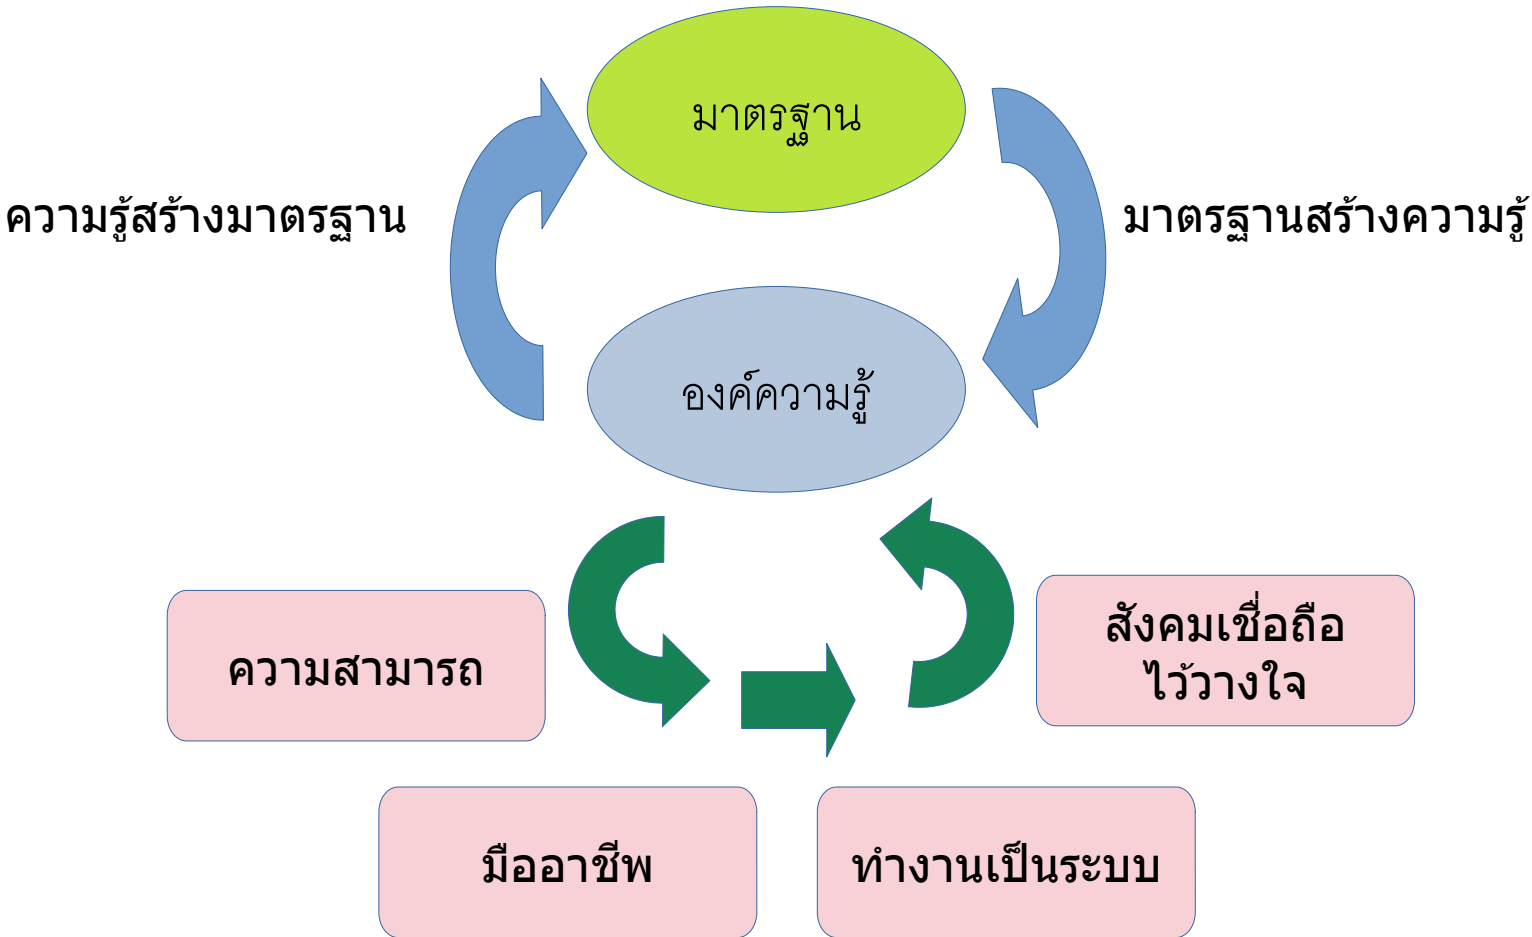 มาตรฐาน
ความรู้สร้างมาตรฐาน
มาตรฐานสร้างความรู้
องค์ความรู้
ความสามารถ
สังคมเชื่อถือ
ไว้วางใจ
มืออาชีพ
ทำงานเป็นระบบ